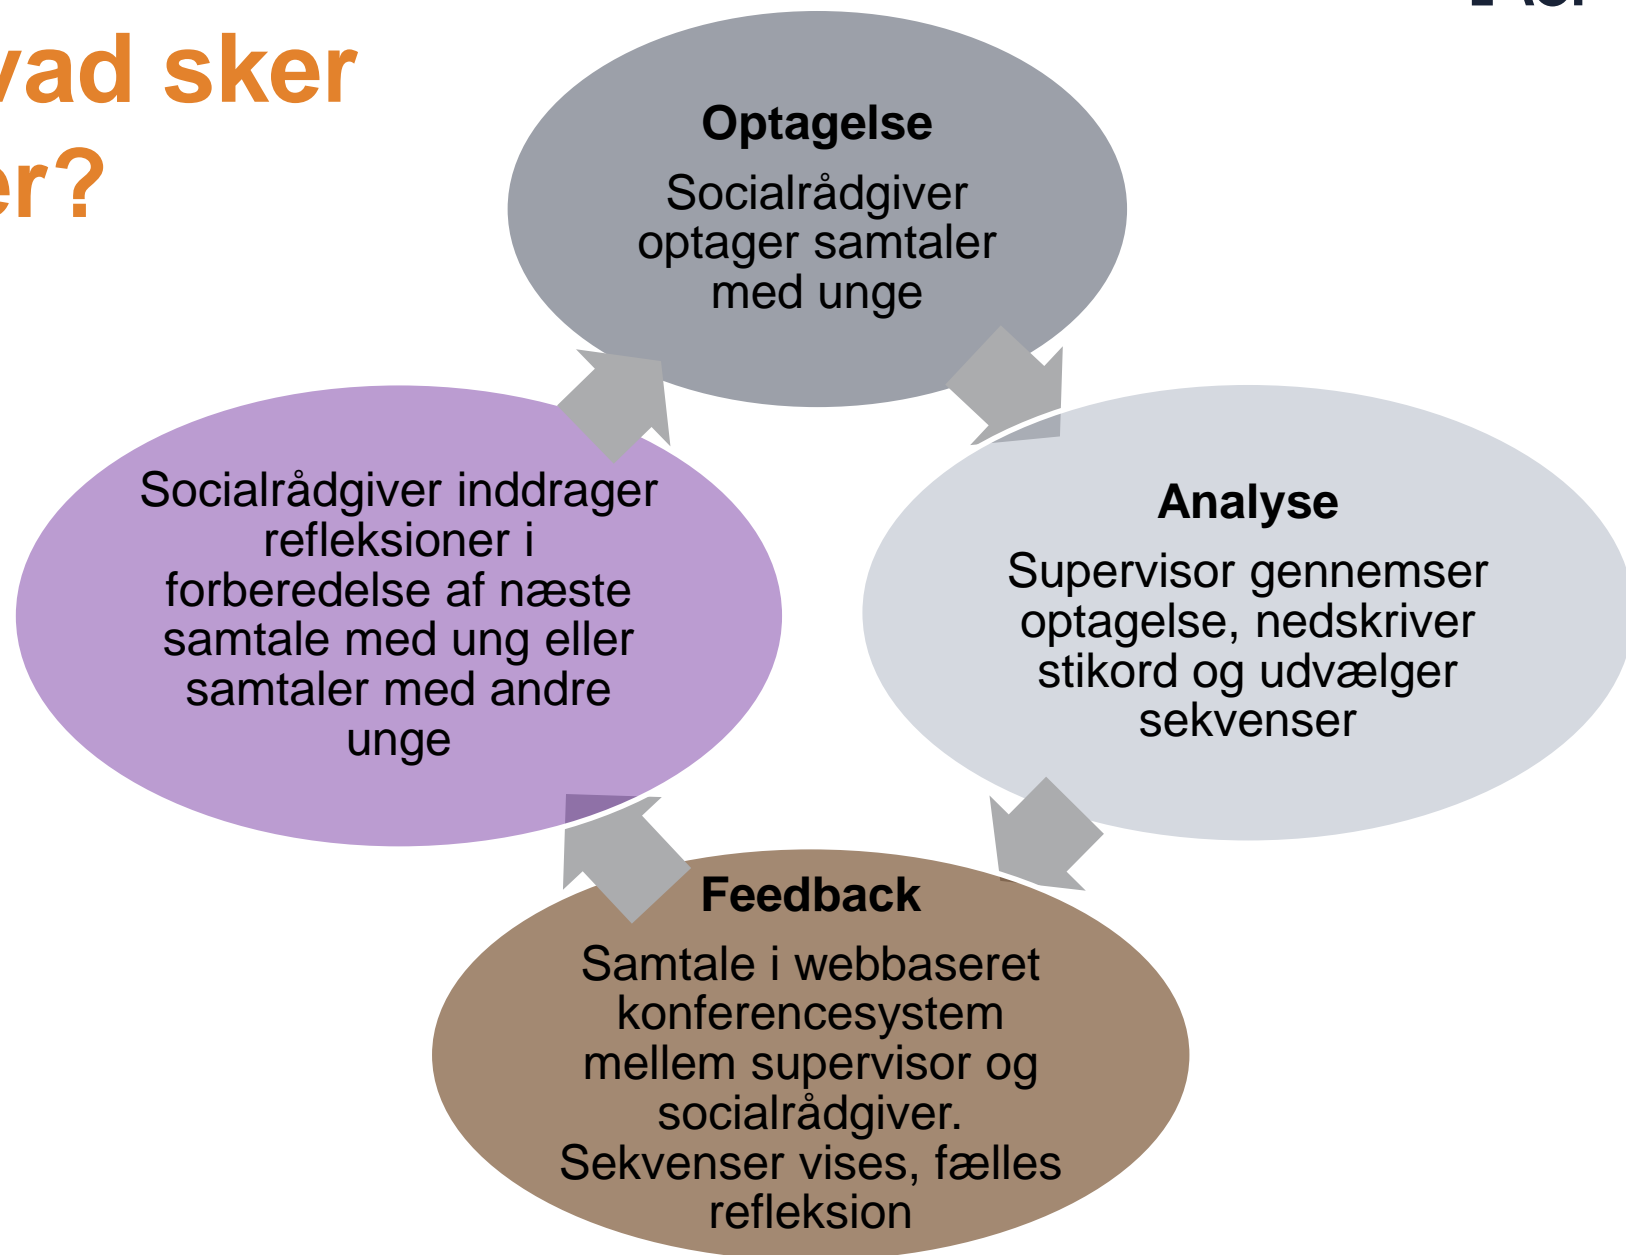 vad sker
er?
Optagelse
Socialrådgiver
optager samtaler
med unge
Analyse
Supervisor gennemser
optagelse, nedskriver
stikord og udvælger
sekvenser
Feedback
Samtale i webbaseret
konferencesystem
mellem supervisor og
socialrådgiver.
Sekvenser vises, fælles
refleksion
Socialrådgiver inddrager
refleksioner i
forberedelse af næste
samtale med ung eller
samtaler med andre
unge